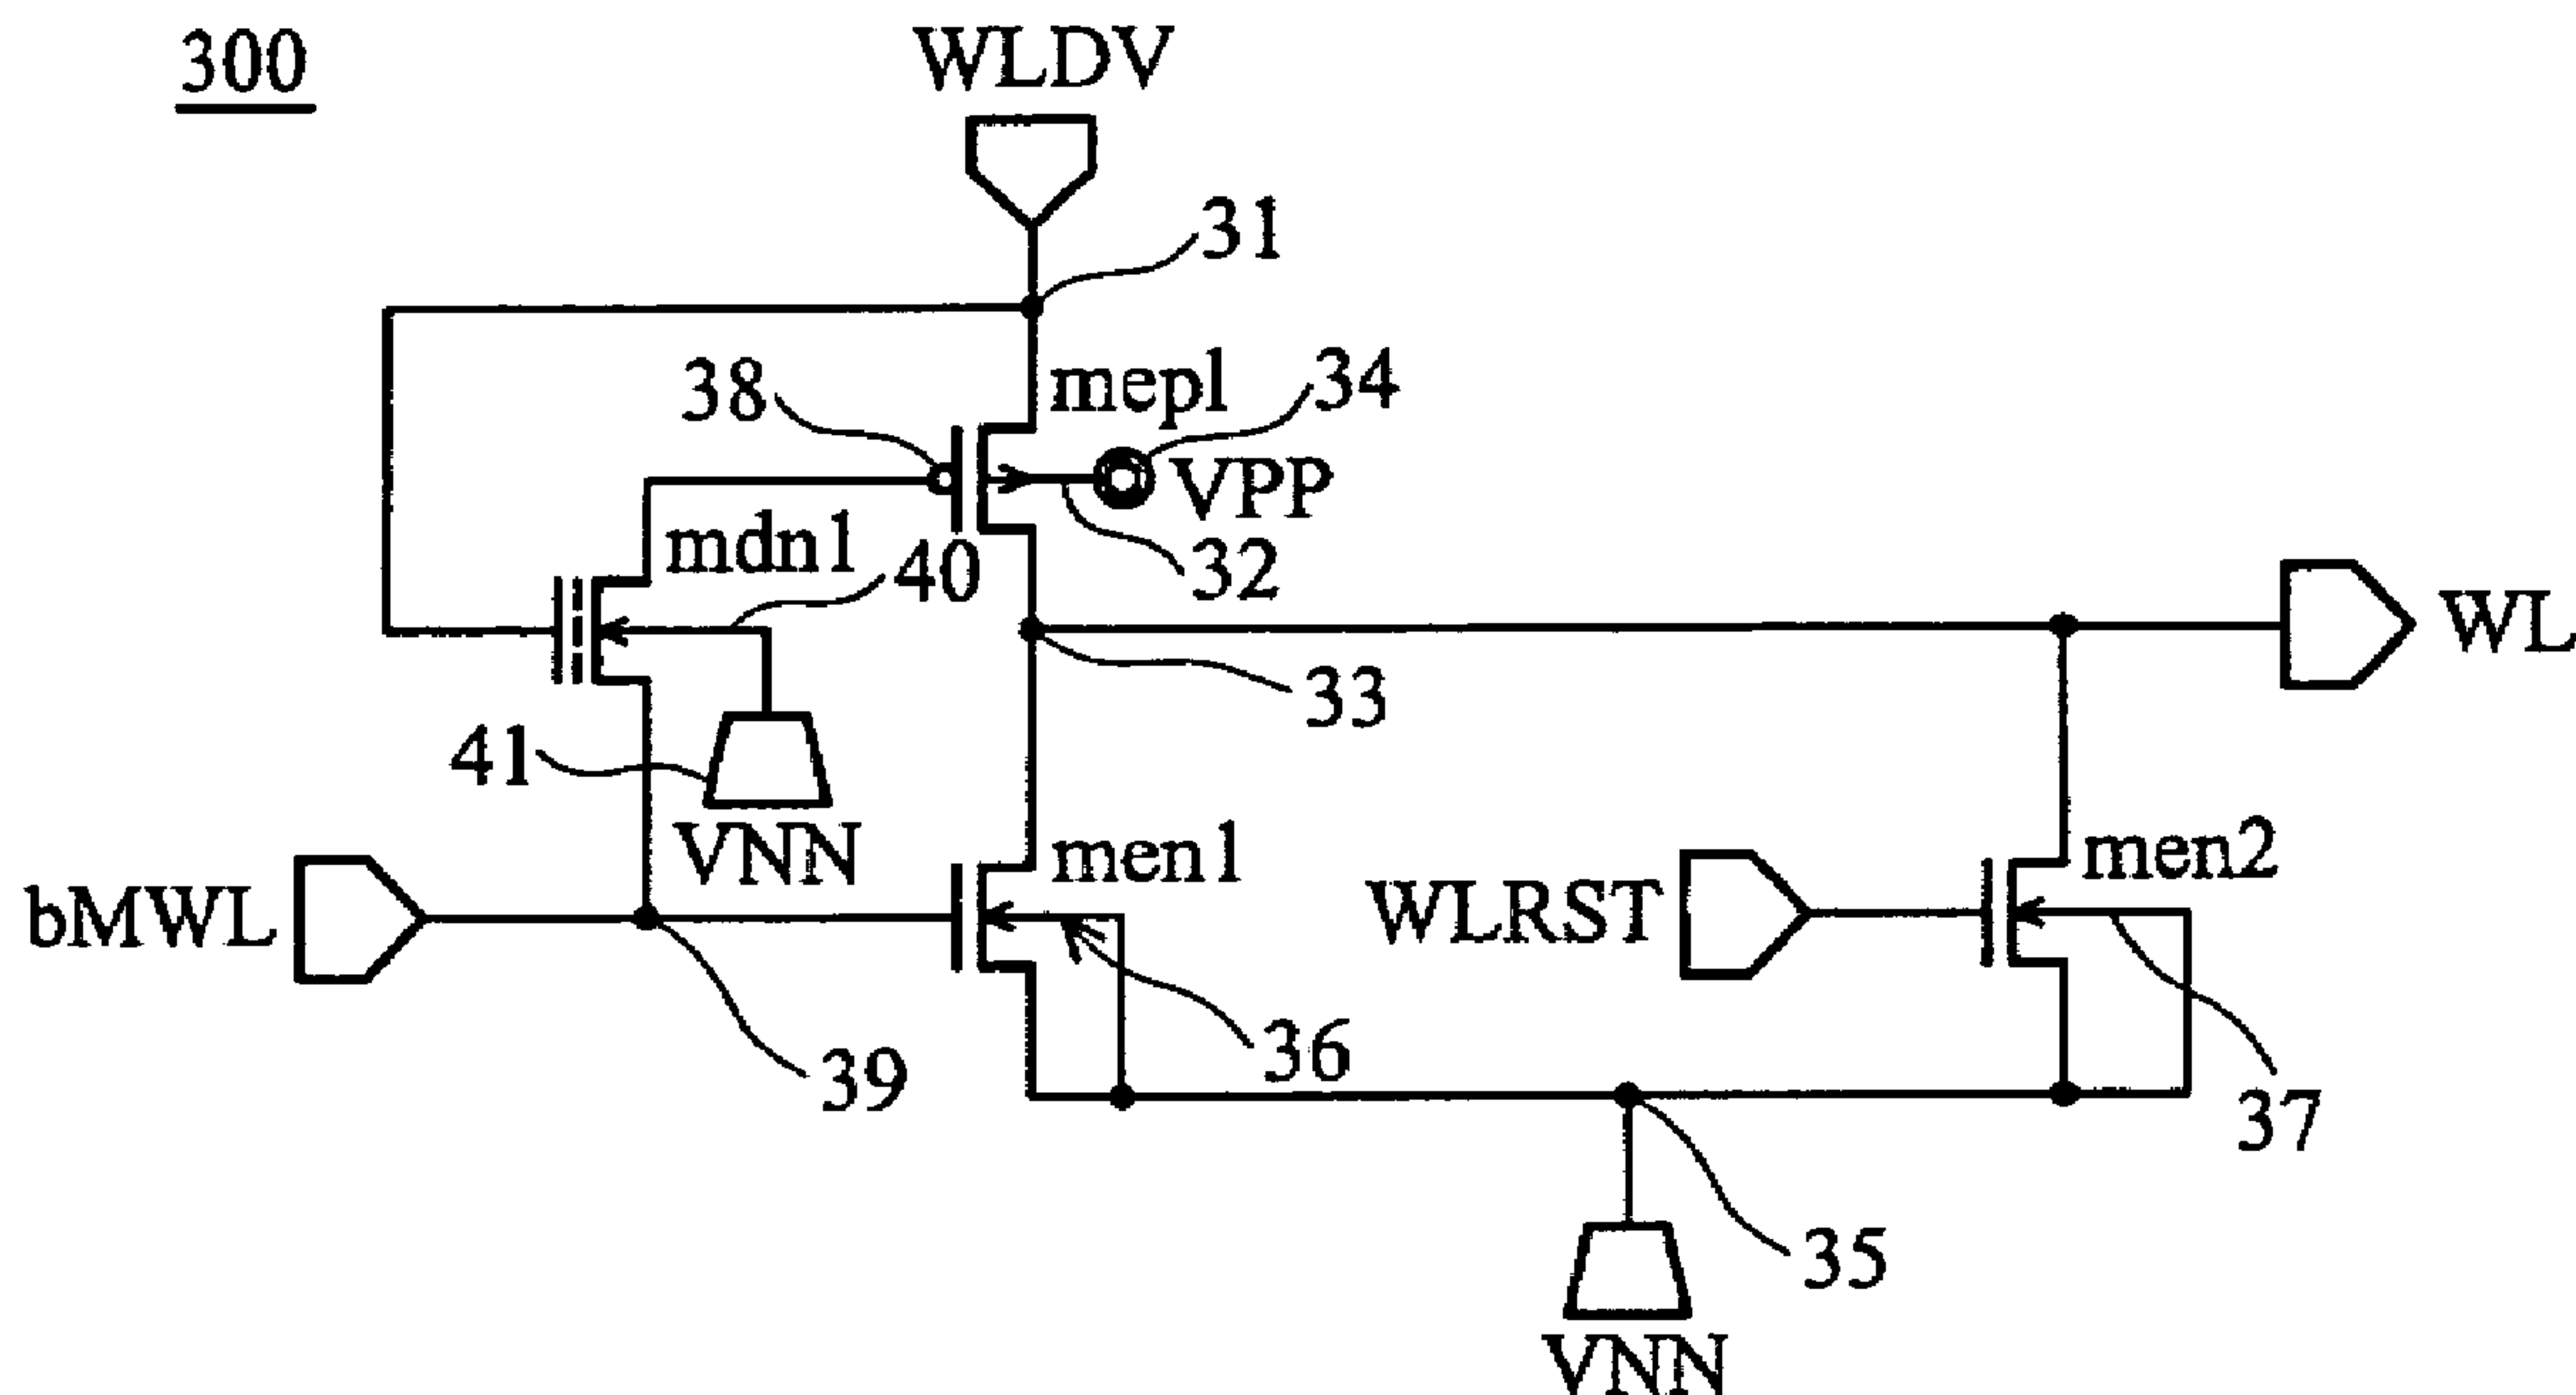 300
WLDV
31
mepl
34
38
VPP
mdn1
40
32
WL
33
41
VNN
men1
men2
bMWL
WLRST
36
39
37
35
VNN